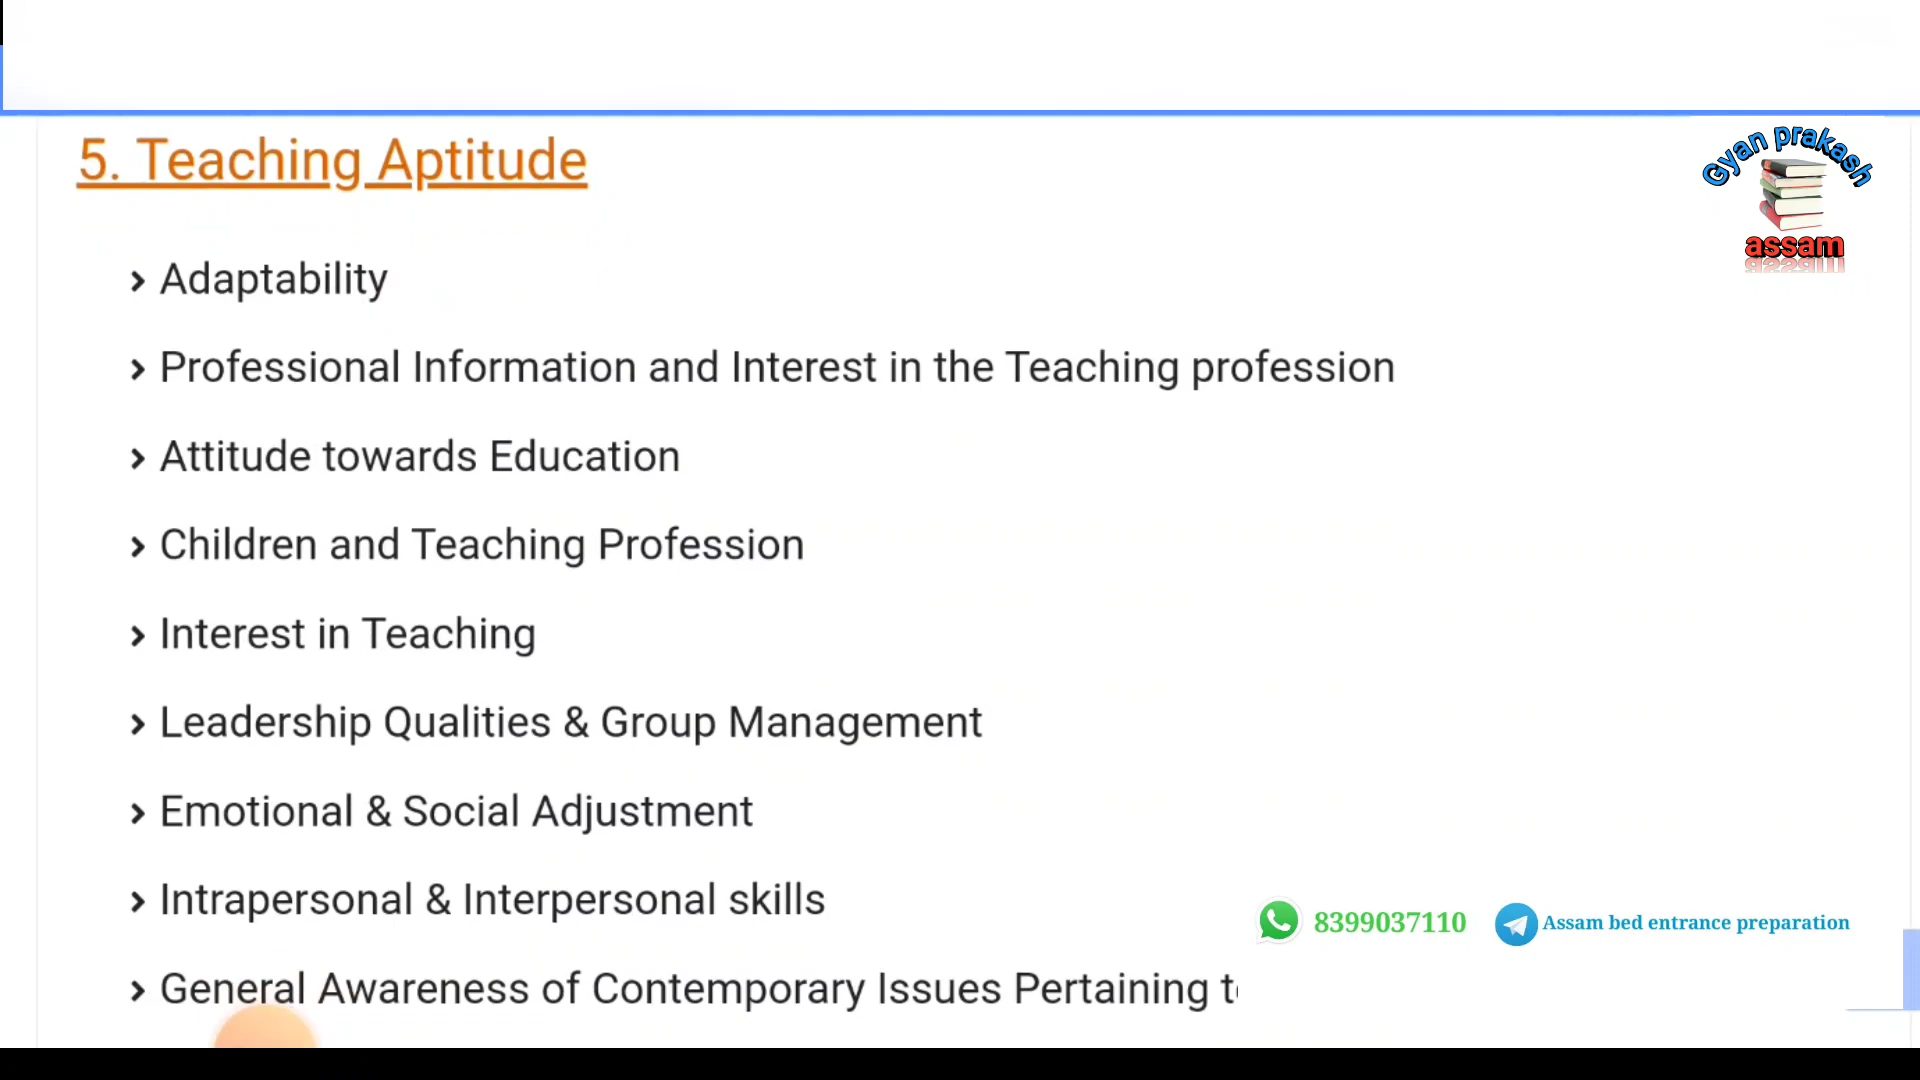 5. Teaching Aptitude
Gyan prakash
assam
› Adaptability
› Professional Information and Interest in the Teaching profession
› Attitude towards Education
› Children and Teaching Profession
› Interest in Teaching
› Leadership Qualities & Group Management
› Emotional & Social Adjustment
› Intrapersonal & Interpersonal skills
8399037110 Assam bed entrance preparation
› General Awareness of Contemporary Issues Pertaining